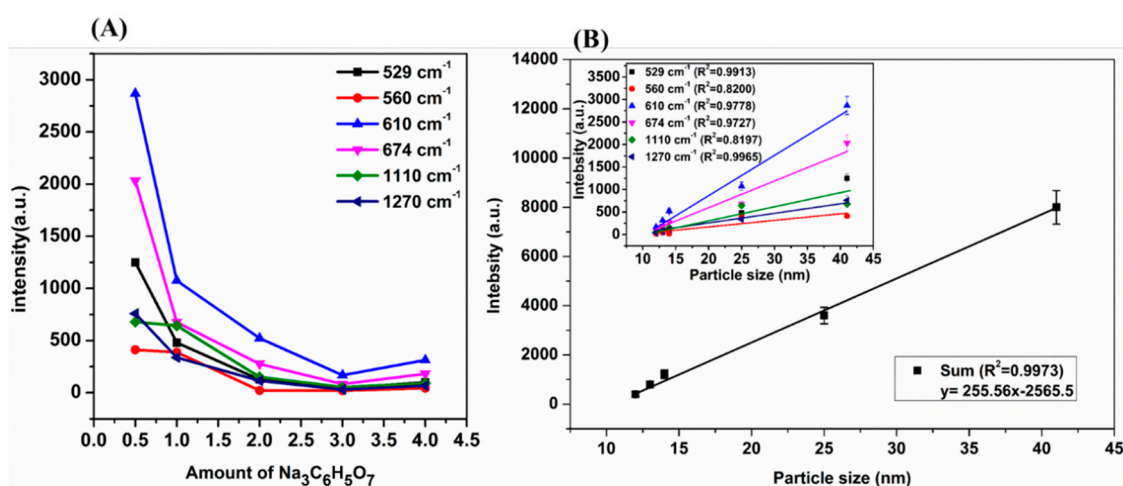 (A)
3000
2500
2000
1500
1000
500
0
intensity(a.u.)
529 cm⁻¹
560 cm⁻¹
610 cm⁻¹
674 cm⁻¹
1110 cm⁻¹
1270 cm⁻¹
0.0 0.5 1.0 1.5 2.0 2.5 3.0 3.5 4.0 4.5
Amount of Na₃C₆H₅O₇
(B)
14000
12000
10000
8000
6000
4000
2000
0
Intebsity (a.u.)
3500
3000
2500
2000
1500
1000
500
0
Intebsity (a.u.)
529 cm⁻¹ (R²=0.9913)
560 cm⁻¹ (R²=0.8200)
610 cm⁻¹ (R²=0.9778)
674 cm⁻¹ (R²=0.9727)
1110 cm⁻¹ (R²=0.8197)
1270 cm⁻¹ (R²=0.9965)
10 15 20 25 30 35 40 45
Particle size (nm)
Sum (R²=0.9973)
y= 255.56x-2565.5
10 15 20 25 30 35 40 45
Particle size (nm)